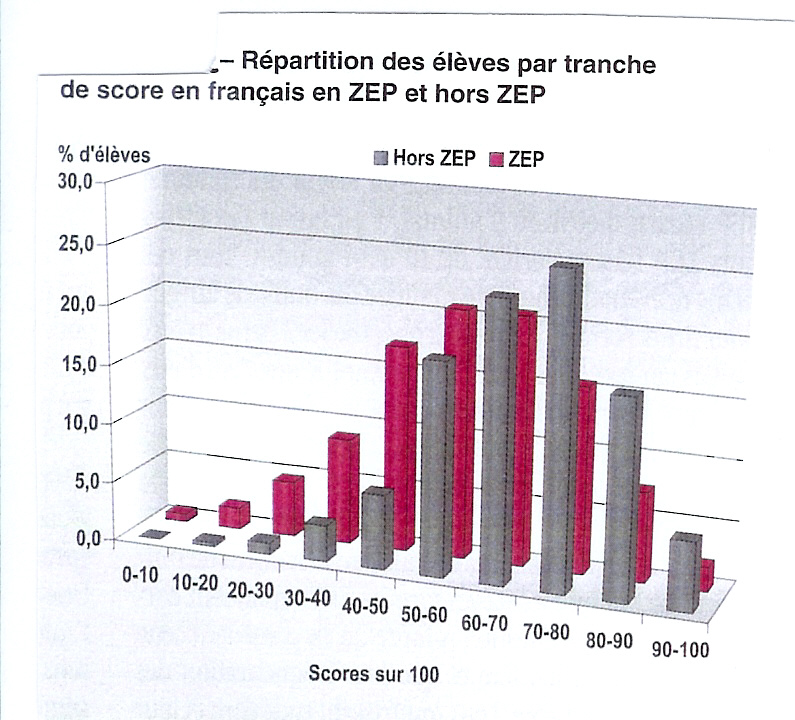 – Répartition des élèves par tranche
de score en français en ZEP et hors ZEP
% d'élèves
Hors ZEP ZEP
30,0
25,0
20,0
15,0
10,0
5,0
0,0
0-10 10-20 20-30 30-40 40-50 50-60 60-70 70-80 80-90 90-100
Scores sur 100